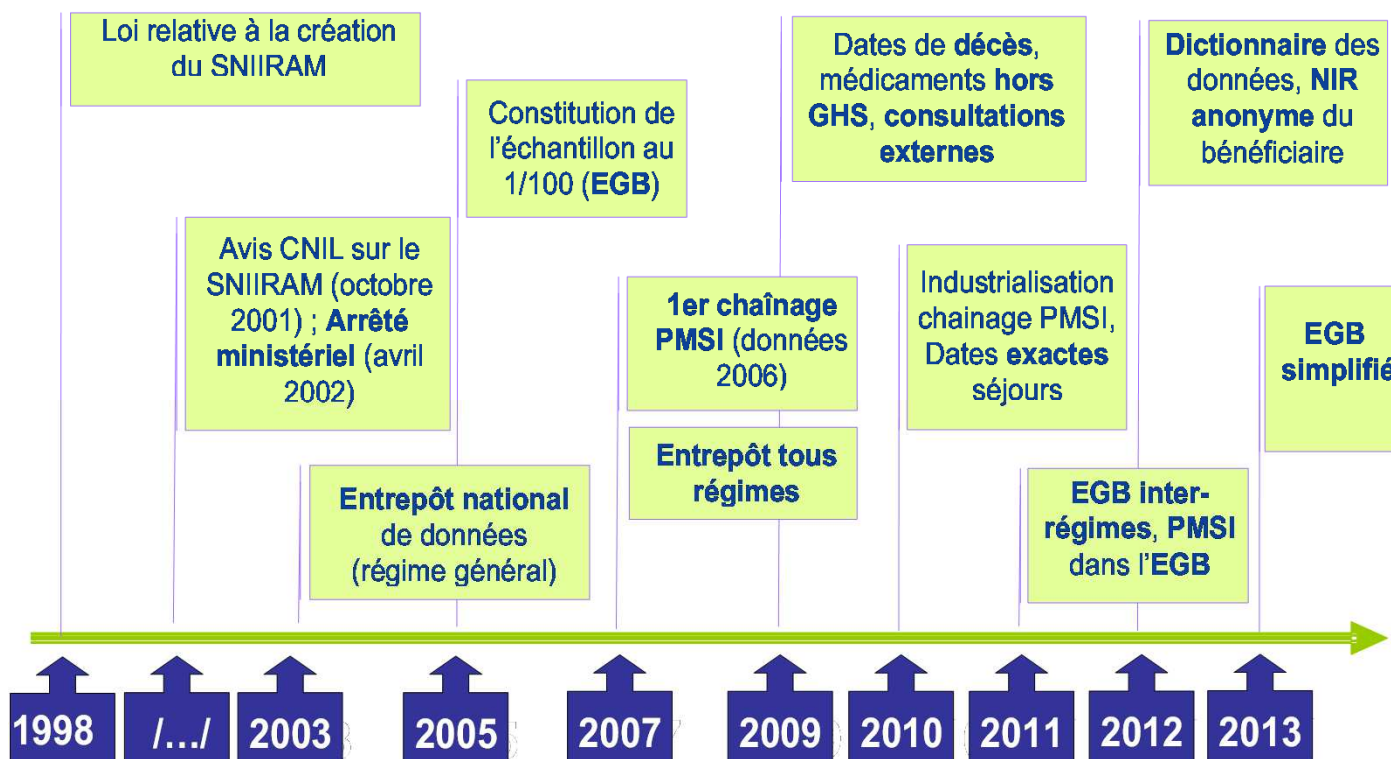 Loi relative à la création
du SNIIRAM
Avis CNIL sur le
SNIIRAM (octobre
2001) ; Arrêté
ministériel (avril
2002)
Entrepôt national
de données
(régime général)
Constitution de
l'échantillon au
1/100 (EGB)
1er chaînage
PMSI (données
2006)
Entrepôt tous
régimes
Dates de décès,
médicaments hors
GHS, consultations
externes
Industrialisation
chainage PMSI,
Dates exactes
séjours
EGB inter-
régimes, PMSI
dans l'EGB
Dictionnaire des
données, NIR
anonyme du
bénéficiaire
EGB
simplifié
1998
/.../
2003
2005
2007
2009
2010
2011
2012
2013